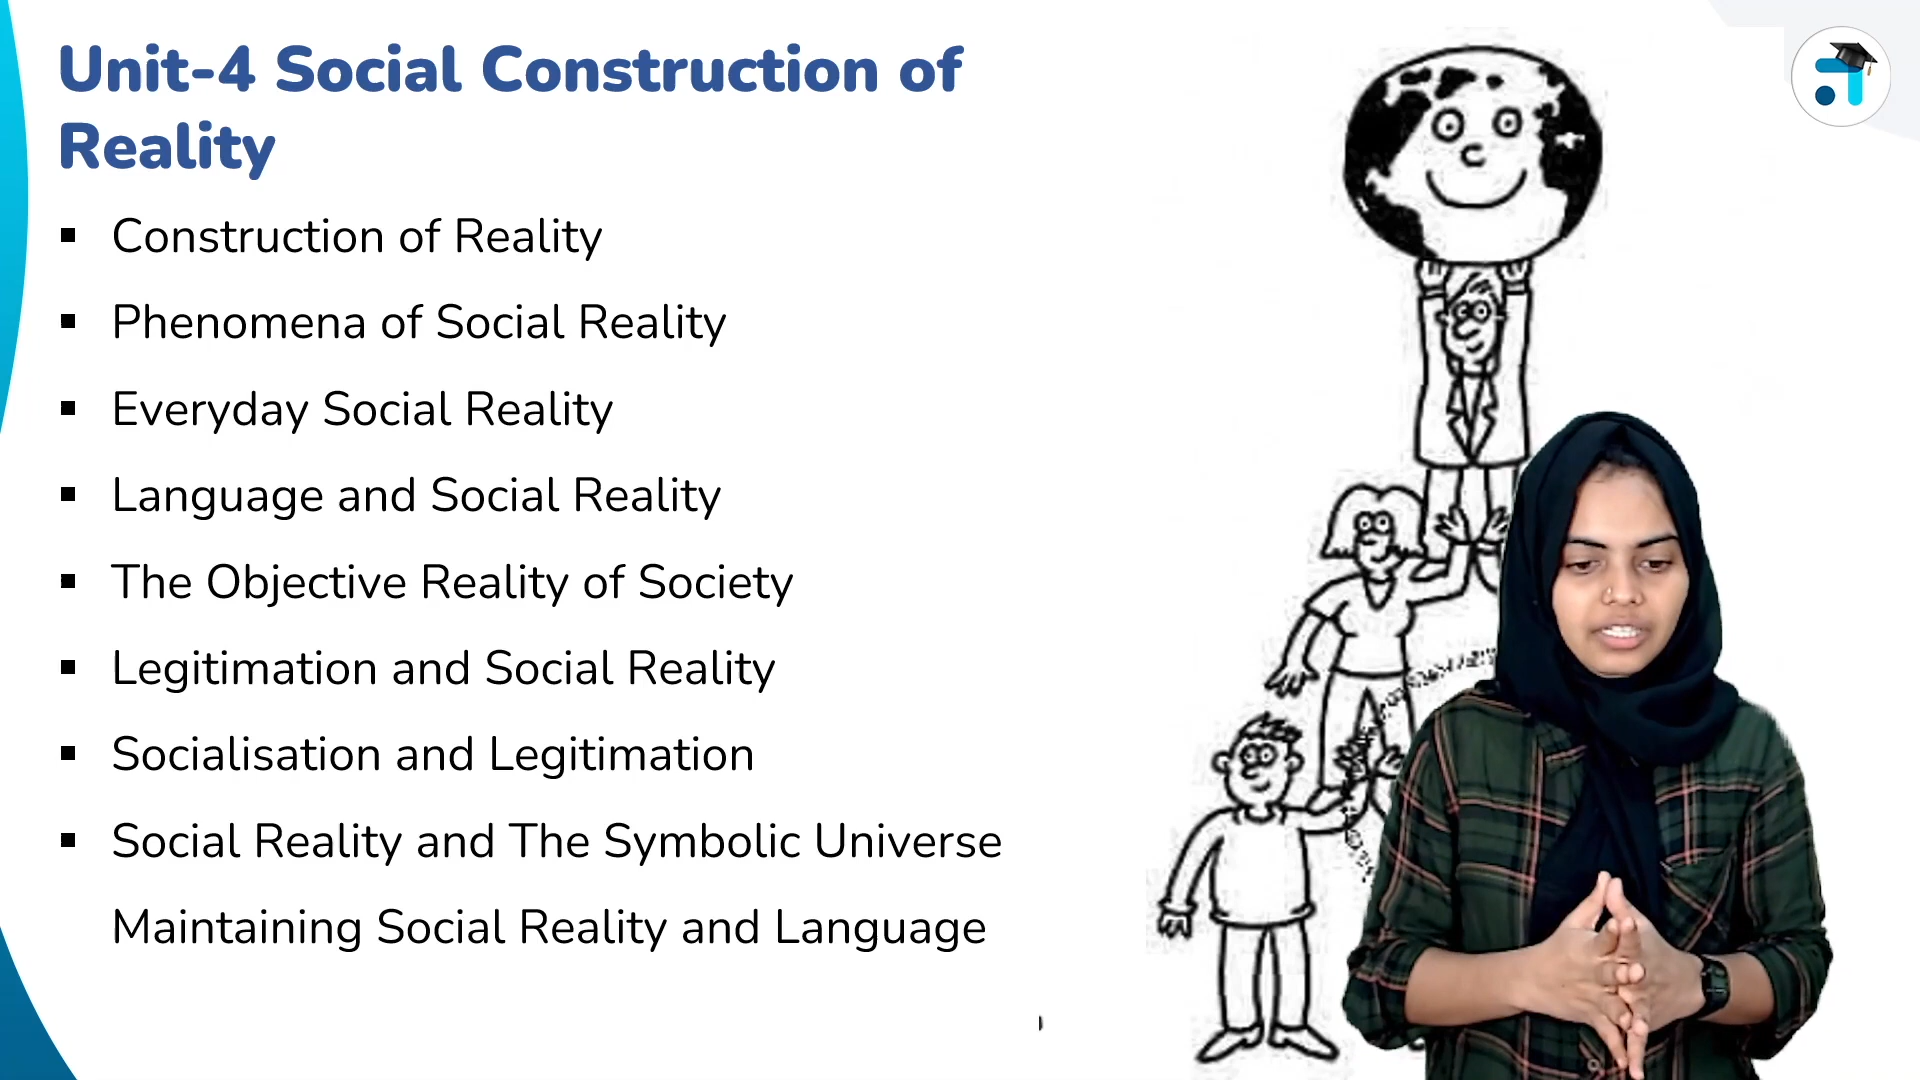 Unit-4 Social Construction of
Reality
▪ Construction of Reality
▪ Phenomena of Social Reality
▪ Everyday Social Reality
▪ Language and Social Reality
▪ The Objective Reality of Society
▪ Legitimation and Social Reality
▪ Socialisation and Legitimation
▪ Social Reality and The Symbolic Universe
Maintaining Social Reality and Language